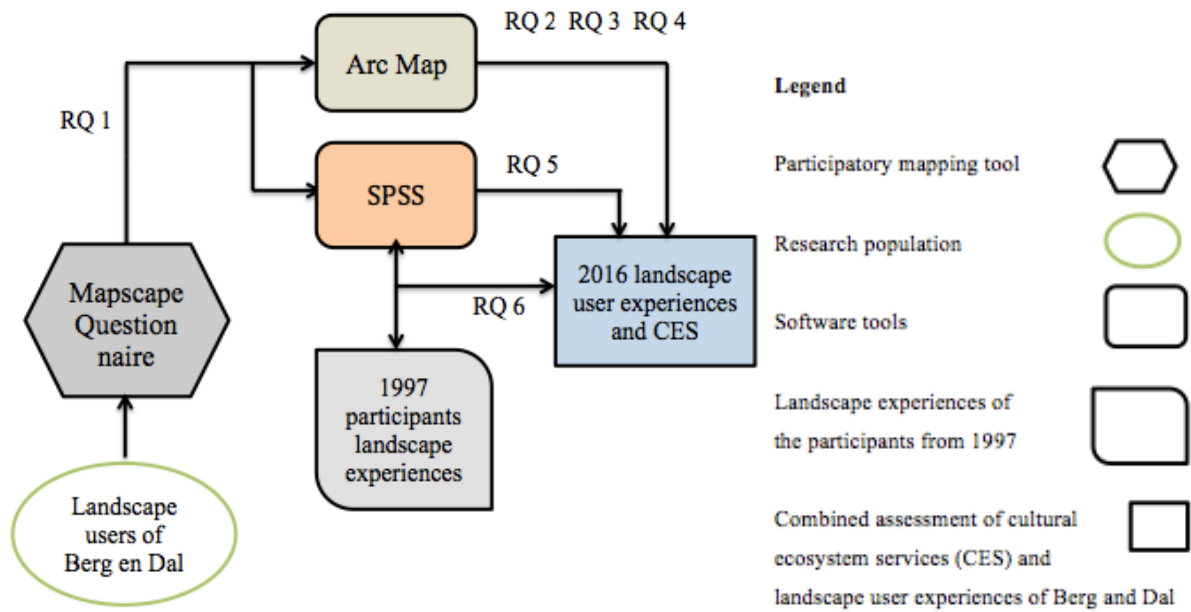 RQ 2 RQ 3 RQ 4
Arc Map
RQ 1
RQ 5
SPSS
Mapscape
Question
naire
RQ 6
2016 landscape
user experiences
and CES
1997
participants
landscape
experiences
Landscape
users of
Berg en Dal
Legend
Participatory mapping tool
Research population
Software tools
Landscape experiences of
the participants from 1997
Combined assessment of cultural
ecosystem services (CES) and
landscape user experiences of Berg and Dal